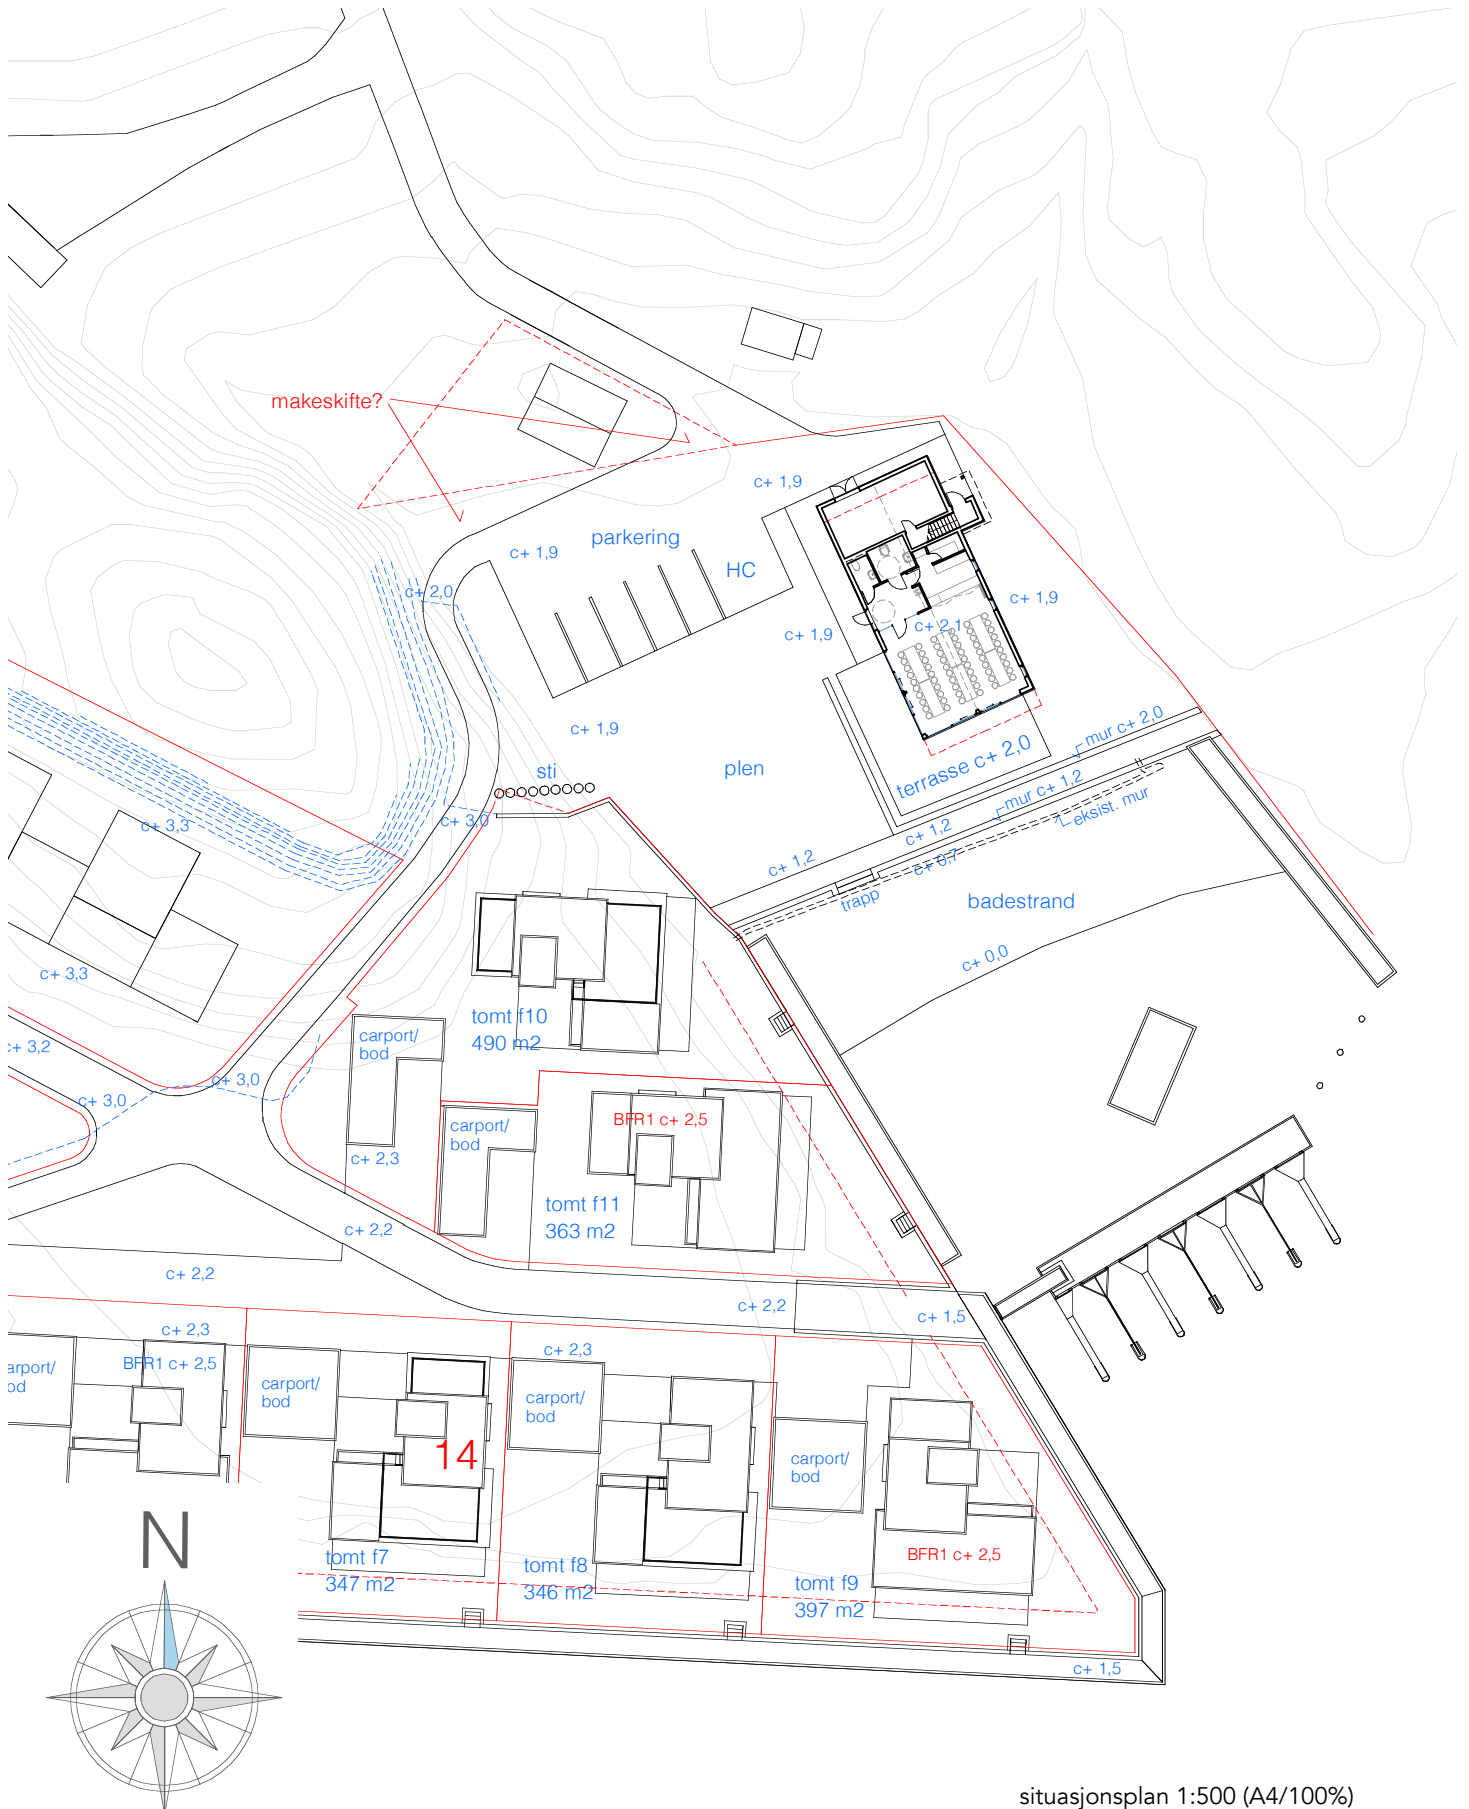 makeskifte?
c+ 1,9
parkering
c+ 1,9
HC
c+ 2,0
c+ 1,9
c+ 2,1
c+ 1,9
c+ 1,9
mur c+ 2,0
terrasse c+ 2,0
sti
plen
mur c+ 1,2
eksist. mur
c+ 3,0
c+ 3,3
c+ 1,2
c+ 1,2
c+ 0,7
trapp
badestrand
c+ 0,0
c+ 3,3
tomt f10
490 m2
carport/
bod
c+ 3,2
c+ 3,0
c+ 3,0
BFR1 c+ 2,5
carport/
bod
c+ 2,3
tomt f11
363 m2
c+ 2,2
c+ 2,2
c+ 2,2
c+ 1,5
c+ 2,3
c+ 2,3
BFR1 c+ 2,5
arport/
od
carport/
bod
carport/
bod
14
carport/
bod
BFR1 c+ 2,5
tomt f7
347 m2
tomt f8
346 m2
tomt f9
397 m2
N
c+ 1,5
situasjonsplan 1:500 (A4/100%)